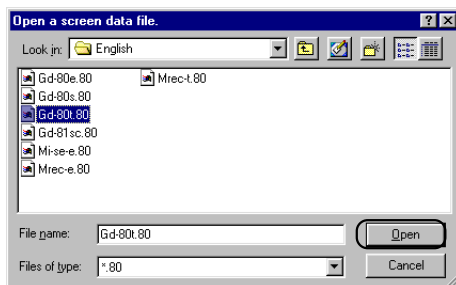 Open a screen data file.
Look in: English
Gd-80e.80 Mrec-t.80
Gd-80s.80
Gd-80t.80
Gd-81sc.80
Mi-se-e.80
Mrec-e.80
File name: Gd-80t.80 Open
Files of type: *.80 Cancel